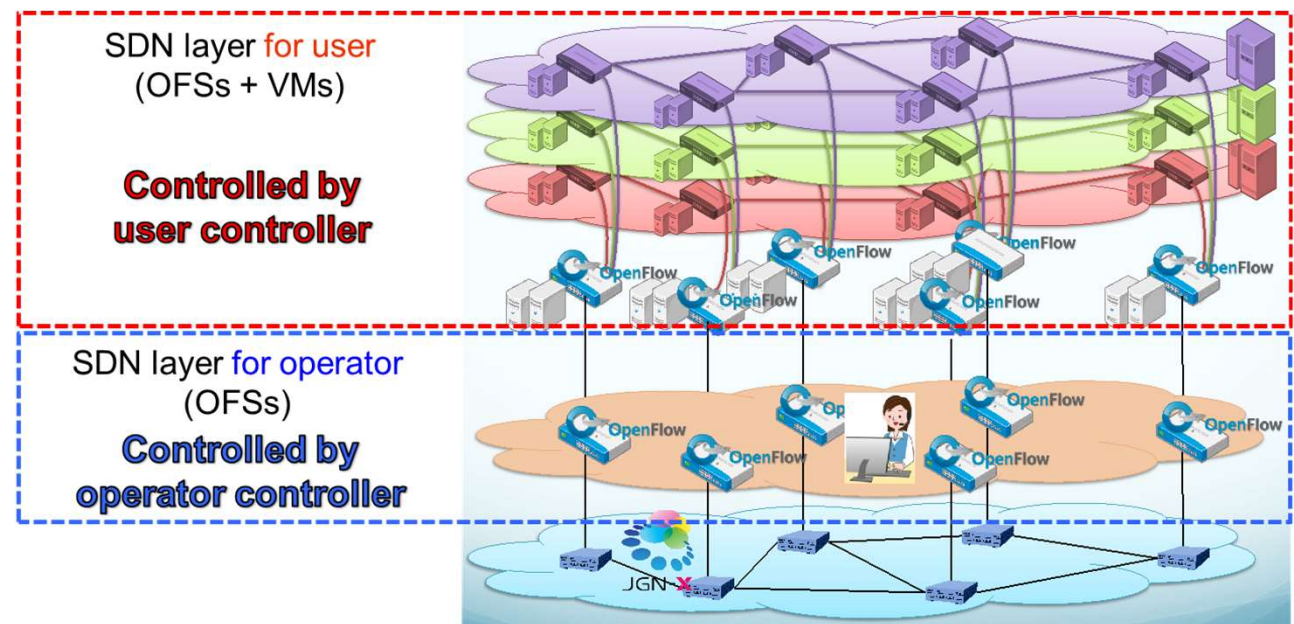 SDN layer for user
(OFSs + VMs)
Controlled by
user controller
OpenFlow
OpenFlow
OpenFlow
OpenFlow
OpenFlow
OpenFlow
SDN layer for operator
(OFSs)
Controlled by
operator controller
OpenFlow
OpenFlow
OpenFlow
OpenFlow
OpenFlow
OpenFlow
JGN-X